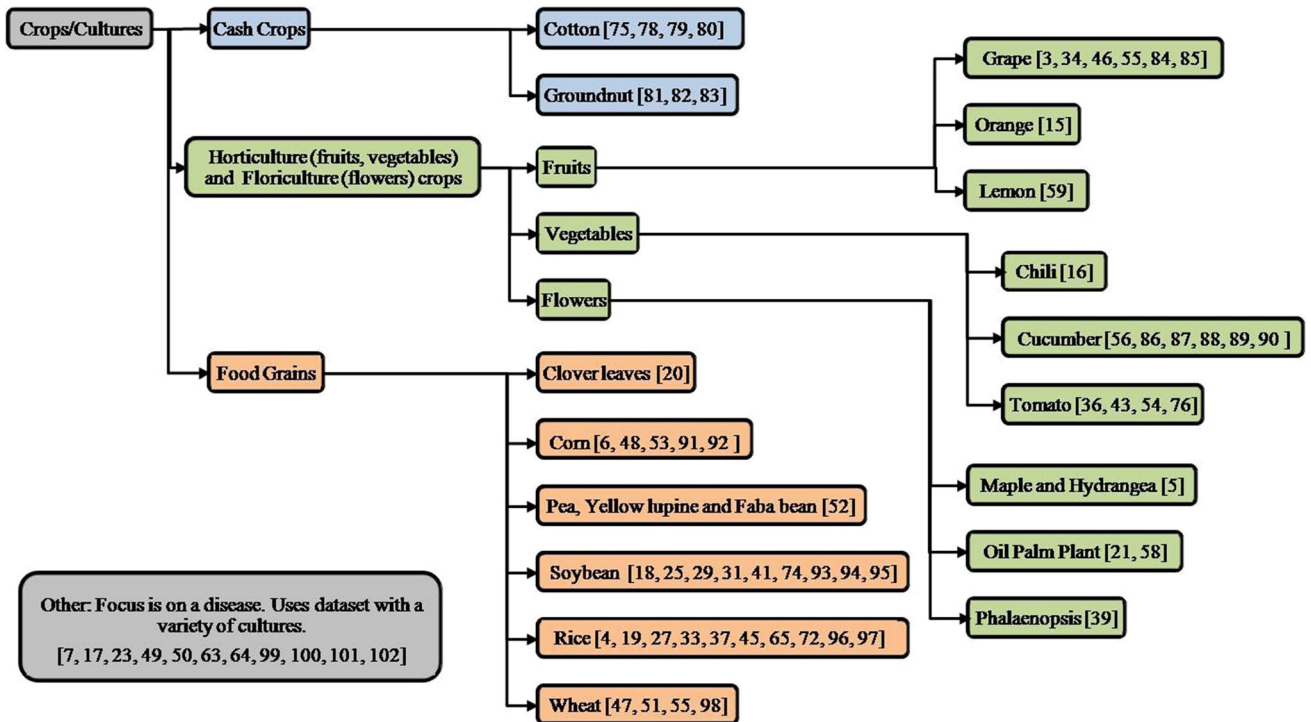 Crops/Cultures
Cash Crops
Cotton [75, 78, 79, 80]
Groundnut [81, 82, 83]
Horticulture (fruits, vegetables)
and Floriculture (flowers) crops
Fruits
Grape [3, 34, 46, 55, 84, 85]
Orange [15]
Lemon [59]
Vegetables
Chili [16]
Cucumber [56, 86, 87, 88, 89, 90 ]
Tomato [36, 43, 54, 76]
Flowers
Maple and Hydrangea [5]
Oil Palm Plant [21, 58]
Phalaenopsis [39]
Food Grains
Clover leaves [20]
Corn [6, 48, 53, 91, 92 ]
Pea, Yellow lupine and Faba bean [52]
Soybean [18, 25, 29, 31, 41, 74, 93, 94, 95]
Rice [4, 19, 27, 33, 37, 45, 65, 72, 96, 97]
Wheat [47, 51, 55, 98]
Other: Focus is on a disease. Uses dataset with a
variety of cultures.
[7, 17, 23, 49, 50, 63, 64, 99, 100, 101, 102]